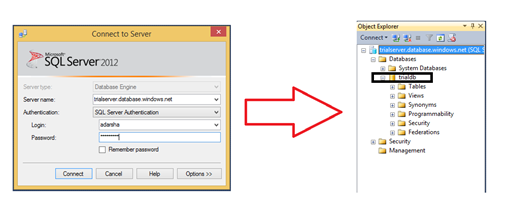 Connect to Server
Microsoft
SQL Server 2012
Server type: Database Engine
Server name: trialserver.database.windows.net
Authentication: SQL Server Authentication
Login: adarsha
Password: *********
Remember password
Connect Cancel Help Options >>
Object Explorer
Connect
trialserver.database.windows.net (SQL S
Databases
System Databases
trialdb
Tables
Views
Synonyms
Programmability
Security
Federations
Security
Management